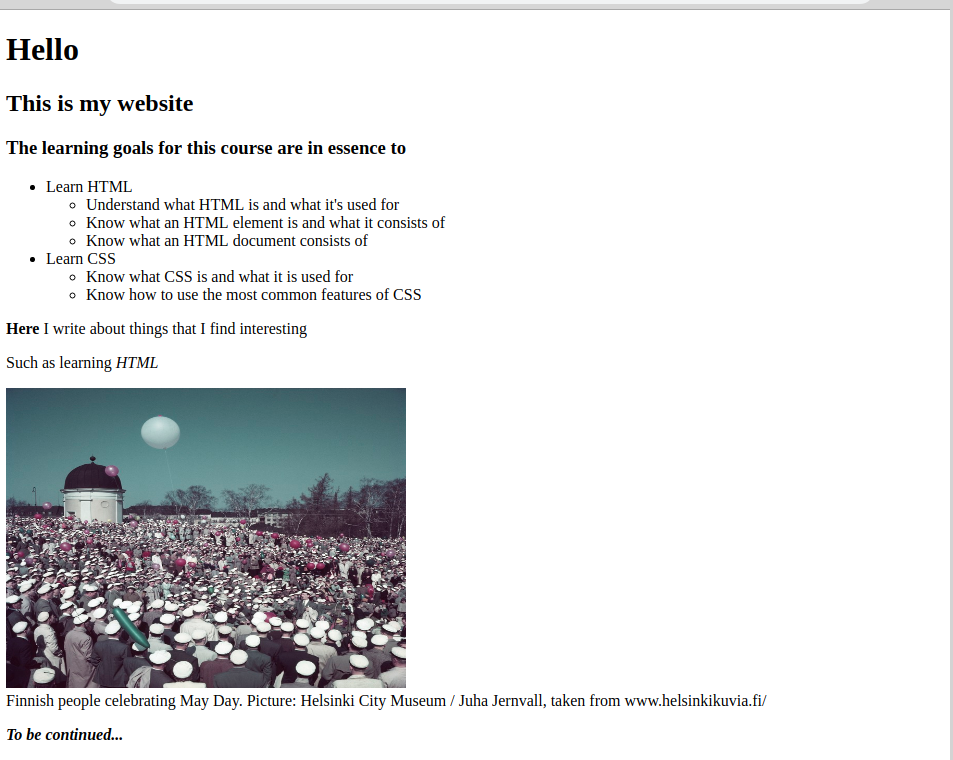 Hello
This is my website
The learning goals for this course are in essence to
Learn HTML
Understand what HTML is and what it's used for
Know what an HTML element is and what it consists of
Know what an HTML document consists of
Learn CSS
Know what CSS is and what it is used for
Know how to use the most common features of CSS
Here I write about things that I find interesting
Such as learning HTML
Finnish people celebrating May Day. Picture: Helsinki City Museum / Juha Jernvall, taken from www.helsinkikuvia.fi/
To be continued...